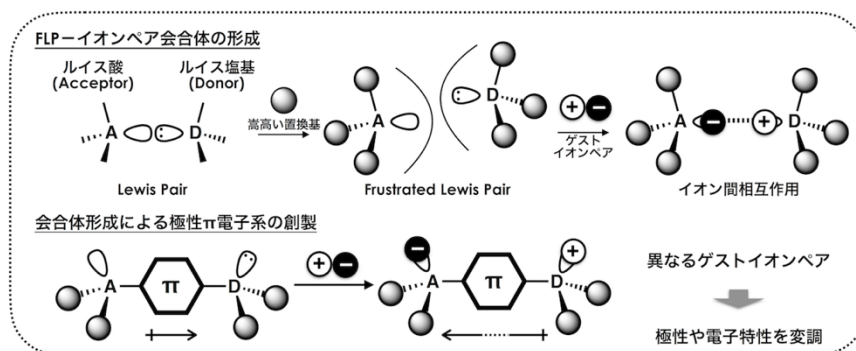 FLP－イオンペア会合体の形成
ルイス酸
(Acceptor)
ルイス塩基
(Donor)
A
D
嵩高い置換基
A
D
ゲスト
イオンペア
A
D
Lewis Pair
Frustrated Lewis Pair
イオン間相互作用
会合体形成による極性π電子系の創製
A
π
D
A
π
D
異なるゲストイオンペア
極性や電子特性を変調